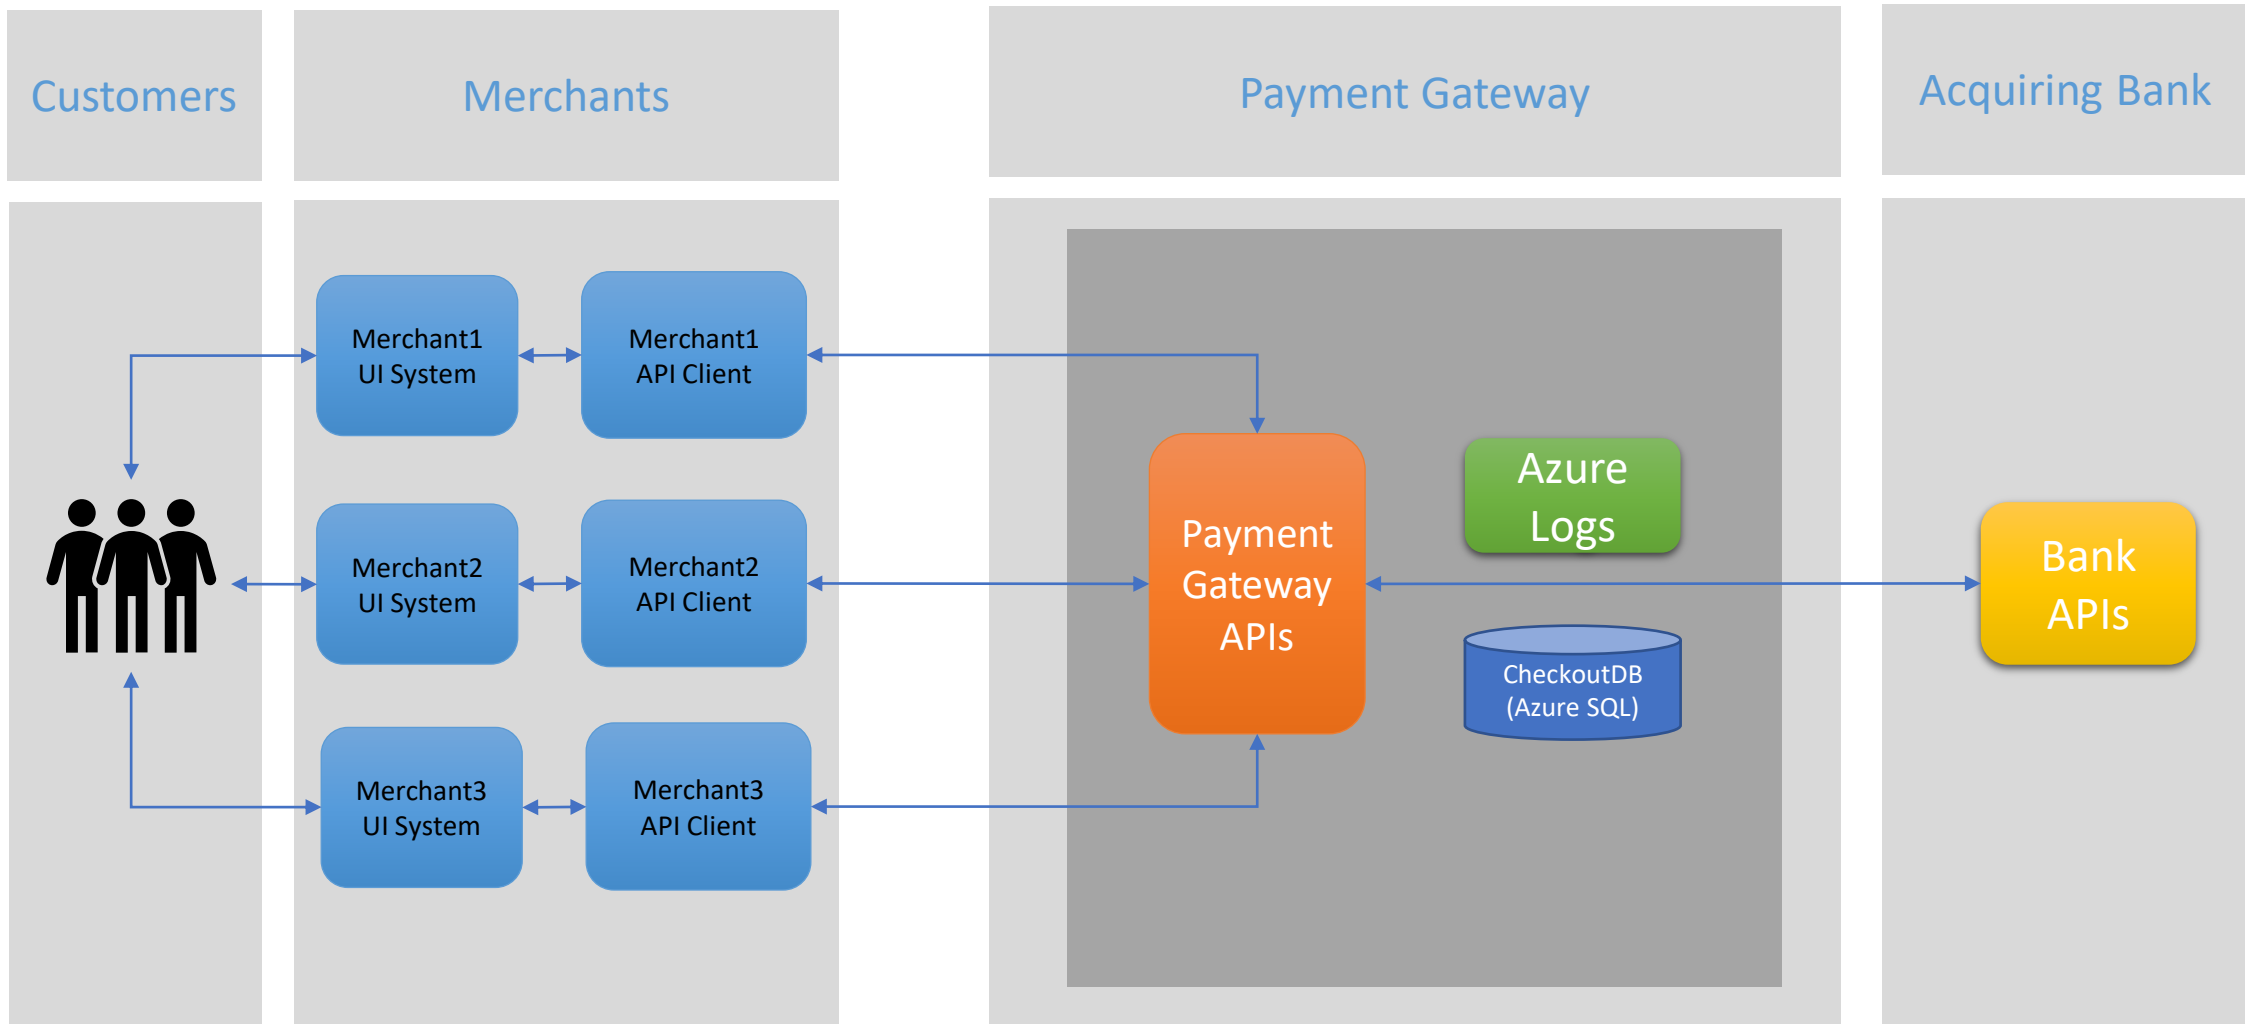 Customers
Merchants
Payment Gateway
Acquiring Bank
Merchant1
UI System
Merchant1
API Client
Merchant2
UI System
Merchant2
API Client
Merchant3
UI System
Merchant3
API Client
Payment
Gateway
APIs
Azure
Logs
CheckoutDB
(Azure SQL)
Bank
APIs